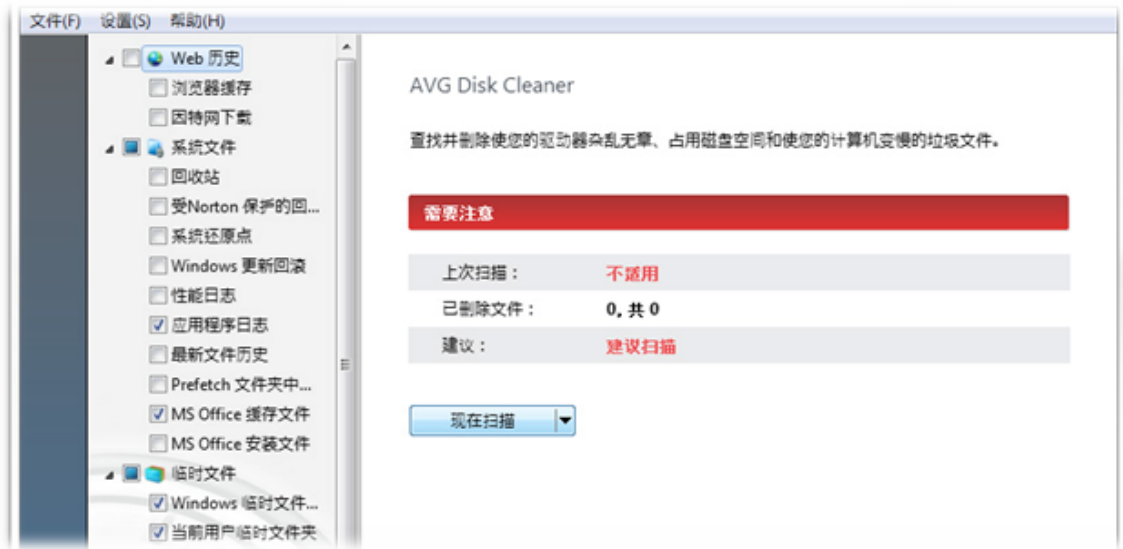 文件(F) 设置(S) 帮助(H)
Web 历史
浏览器缓存
因特网下载
系统文件
回收站
受Norton 保护的回...
系统还原点
Windows 更新回滚
性能日志
应用程序日志
最新文件历史
Prefetch 文件夹中...
MS Office 缓存文件
MS Office 安装文件
临时文件
Windows 临时文件...
当前用户临时文件夹
AVG Disk Cleaner
查找并删除使您的驱动器杂乱无章、占用磁盘空间和使您的计算机变慢的垃圾文件。
需要注意
上次扫描： 不适用
已删除文件： 0, 共 0
建议： 建议扫描
现在扫描